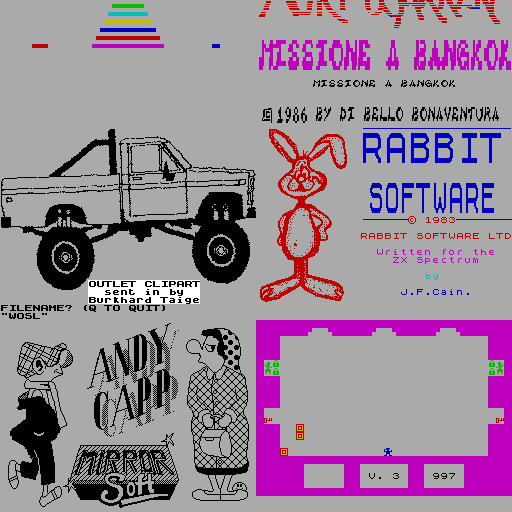 MISSIONE A BANGKOK
MISSIONE A BANGKOK
©1986 BY DI BELLO BONAVENTURA
RABBIT
SOFTWARE
© 1983
RABBIT SOFTWARE LTD
Written for the
ZX Spectrum
by
J.F.Cain.
OUTLET CLIPART
sent in by
Burkhard Taige
FILENAME? (Q TO QUIT)
"WOSL"
ANDY
CAPP
MIRROR
Soft
V. 3
997